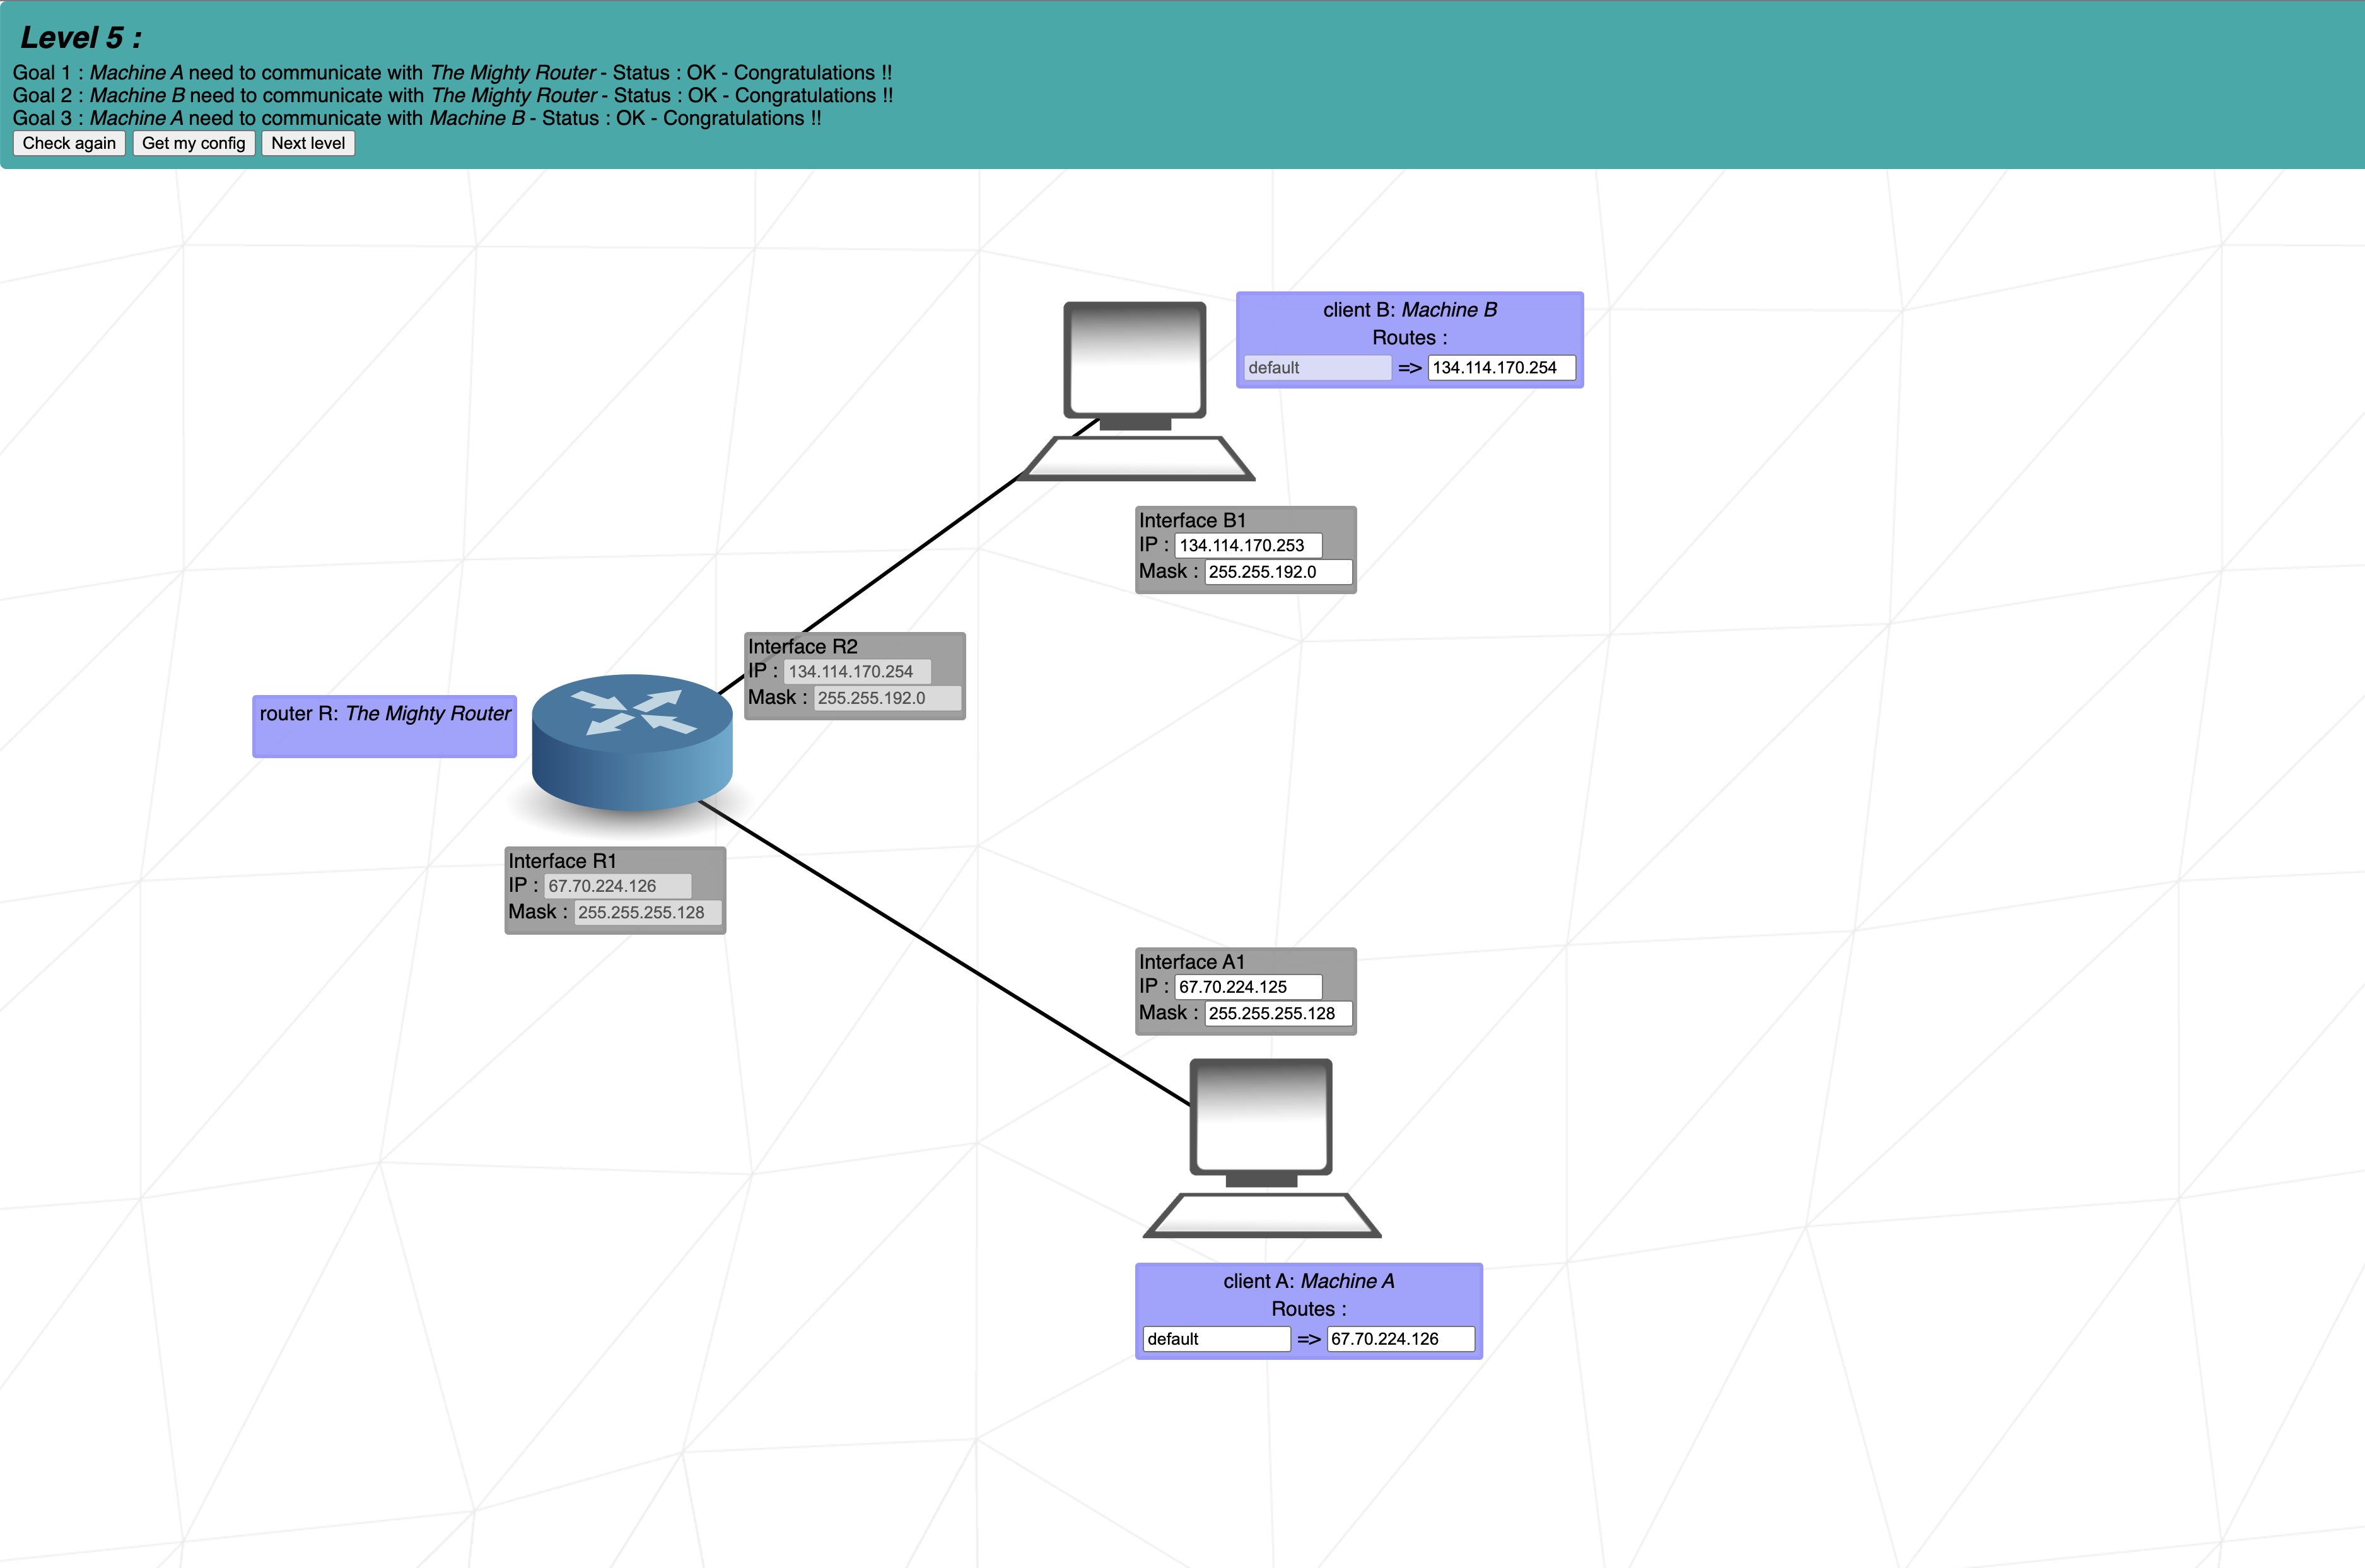 Level 5 :
Goal 1 : Machine A need to communicate with The Mighty Router - Status : OK - Congratulations !!
Goal 2 : Machine B need to communicate with The Mighty Router - Status : OK - Congratulations !!
Goal 3 : Machine A need to communicate with Machine B - Status : OK - Congratulations !!
Check again Get my config Next level
client B: Machine B
Routes :
default => 134.114.170.254
Interface B1
IP : 134.114.170.253
Mask : 255.255.192.0
Interface R2
IP : 134.114.170.254
Mask : 255.255.192.0
router R: The Mighty Router
Interface R1
IP : 67.70.224.126
Mask : 255.255.255.128
Interface A1
IP : 67.70.224.125
Mask : 255.255.255.128
client A: Machine A
Routes :
default => 67.70.224.126